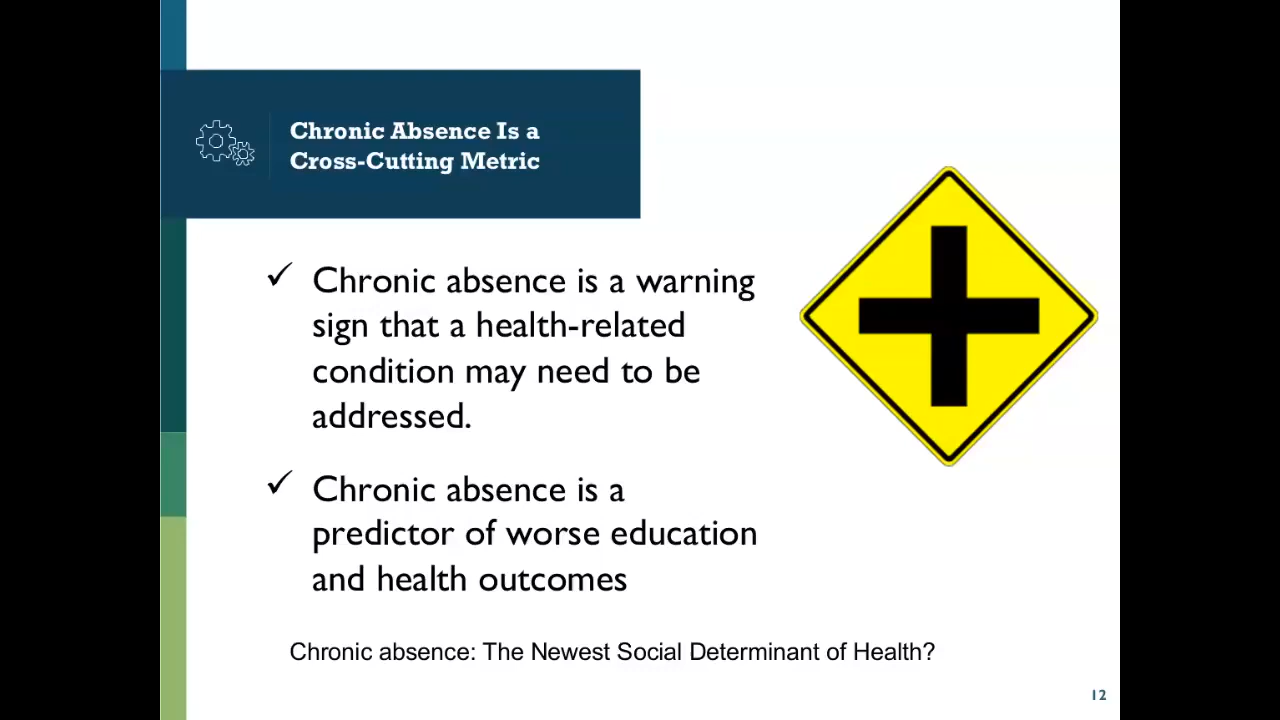 Chronic Absence Is a
Cross-Cutting Metric
✓ Chronic absence is a warning
sign that a health-related
condition may need to be
addressed.
✓ Chronic absence is a
predictor of worse education
and health outcomes
Chronic absence: The Newest Social Determinant of Health?
12